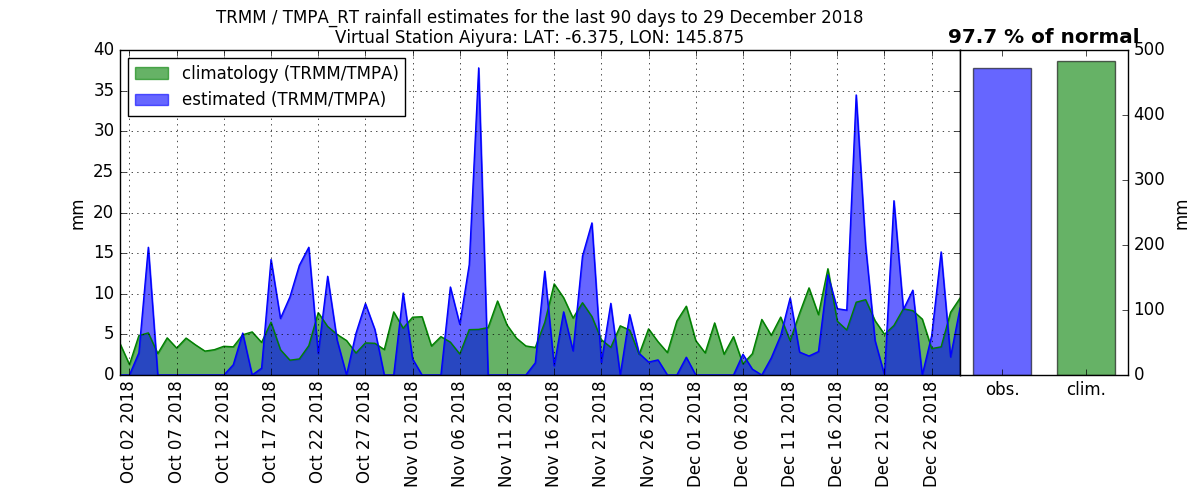 TRMM / TMPA_RT rainfall estimates for the last 90 days to 29 December 2018
Virtual Station Aiyura: LAT: -6.375, LON: 145.875
97.7 % of normal
climatology (TRMM/TMPA)
estimated (TRMM/TMPA)
40
35
30
25
20
15
10
5
0
mm
500
400
300
200
100
0
mm
Oct 02 2018
Oct 07 2018
Oct 12 2018
Oct 17 2018
Oct 22 2018
Oct 27 2018
Nov 01 2018
Nov 06 2018
Nov 11 2018
Nov 16 2018
Nov 21 2018
Nov 26 2018
Dec 01 2018
Dec 06 2018
Dec 11 2018
Dec 16 2018
Dec 21 2018
Dec 26 2018
obs.
clim.